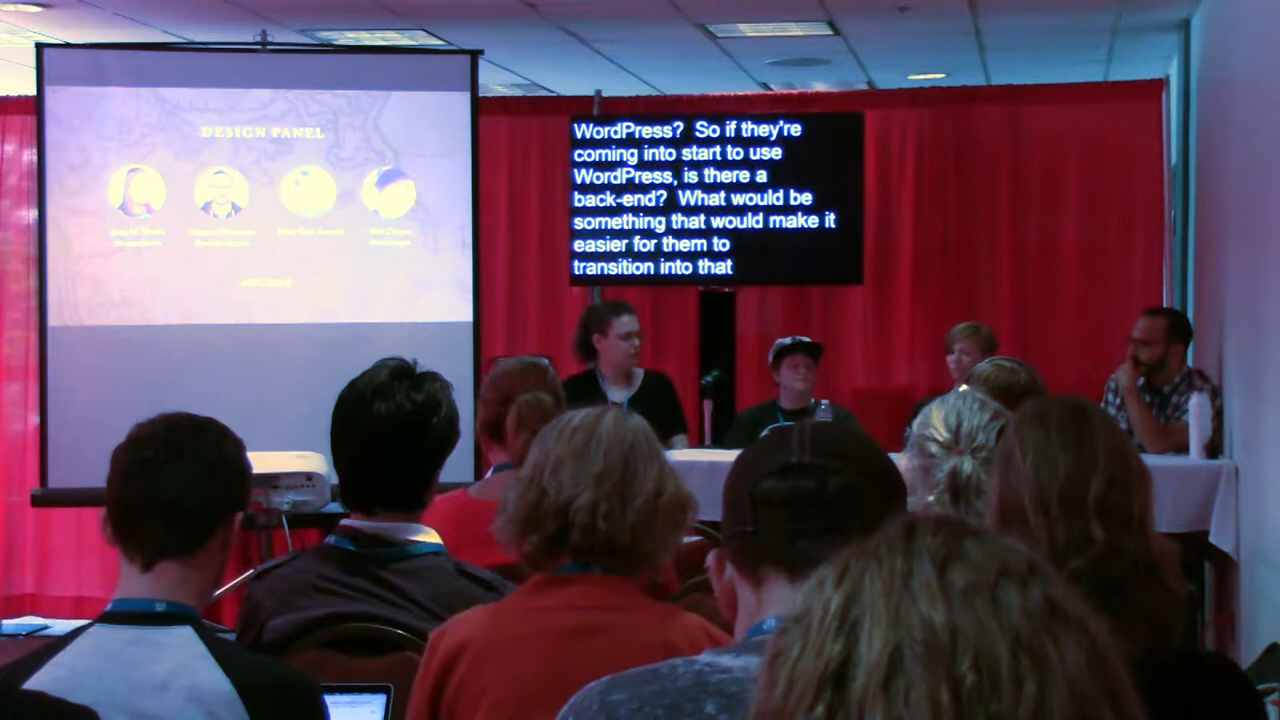 DESIGN PANEL
WordPress?  So if they're
coming into start to use
WordPress, is there a
back-end?  What would be
something that would make it
easier for them to
transition into that